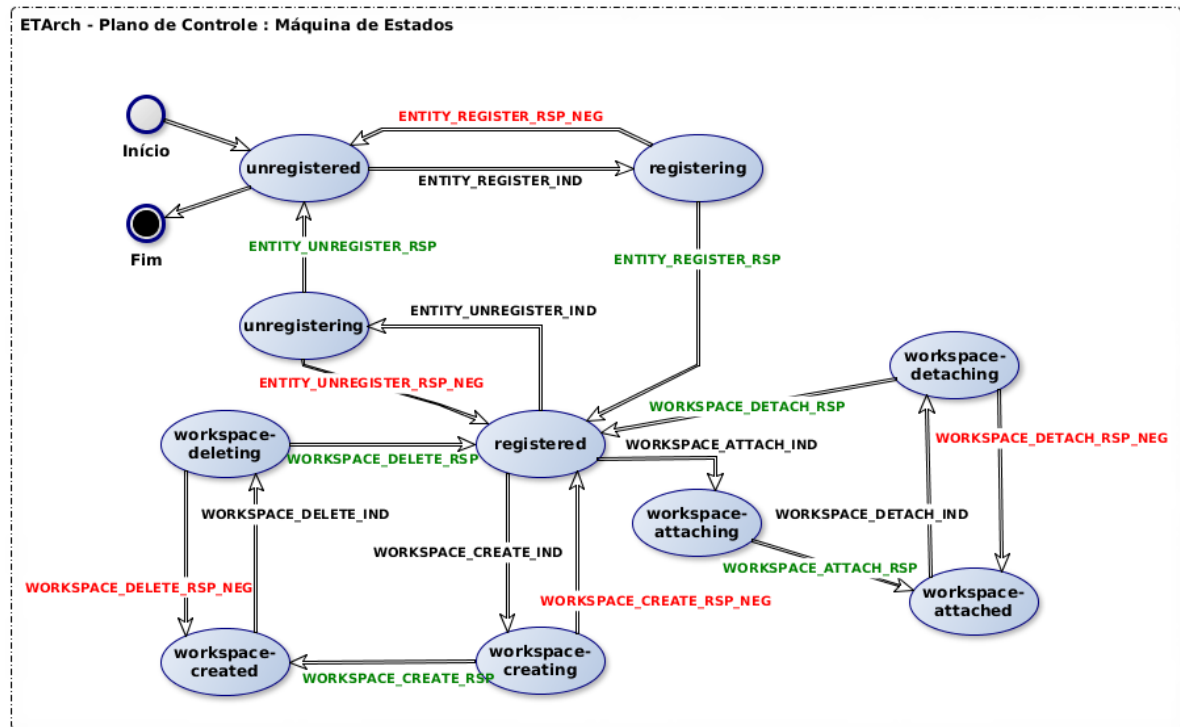 ETArch - Plano de Controle : Máquina de Estados
ENTITY_REGISTER_RSP_NEG
Início
unregistered
registering
ENTITY_REGISTER_IND
ENTITY_UNREGISTER_RSP
Fim
ENTITY_REGISTER_RSP
ENTITY_UNREGISTER_IND
unregistering
workspace-
detaching
ENTITY_UNREGISTER_RSP_NEG
WORKSPACE_DETACH_RSP
workspace-
deleting
registered
WORKSPACE_ATTACH_IND
WORKSPACE_DETACH_RSP_NEG
WORKSPACE_DELETE_RSP
WORKSPACE_DELETE_IND
workspace-
attaching
WORKSPACE_DETACH_IND
WORKSPACE_CREATE_IND
WORKSPACE_ATTACH_RSP
WORKSPACE_DELETE_RSP_NEG
WORKSPACE_CREATE_RSP_NEG
workspace-
attached
workspace-
created
workspace-
creating
WORKSPACE_CREATE_RSP